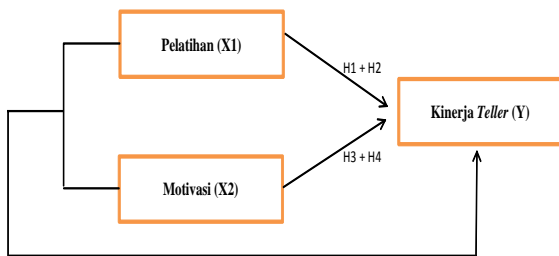 Pelatihan (X1)
H1 + H2
Kinerja Teller (Y)
H3 + H4
Motivasi (X2)